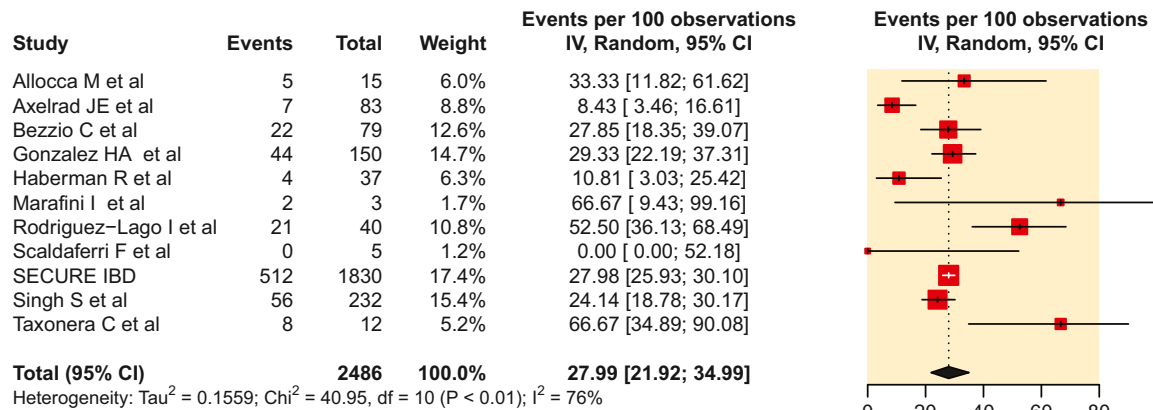 Events per 100 observations Events per 100 observations
Study Events Total Weight IV, Random, 95% CI IV, Random, 95% CI
Allocca M et al 5 15 6.0% 33.33 [11.82; 61.62]
Axelrad JE et al 7 83 8.8% 8.43 [ 3.46; 16.61]
Bezzio C et al 22 79 12.6% 27.85 [18.35; 39.07]
Gonzalez HA et al 44 150 14.7% 29.33 [22.19; 37.31]
Haberman R et al 4 37 6.3% 10.81 [ 3.03; 25.42]
Marafini I et al 2 3 1.7% 66.67 [ 9.43; 99.16]
Rodriguez−Lago I et al 21 40 10.8% 52.50 [36.13; 68.49]
Scaldaferri F et al 0 5 1.2% 0.00 [ 0.00; 52.18]
SECURE IBD 512 1830 17.4% 27.98 [25.93; 30.10]
Singh S et al 56 232 15.4% 24.14 [18.78; 30.17]
Taxonera C et al 8 12 5.2% 66.67 [34.89; 90.08]
Total (95% CI) 2486 100.0% 27.99 [21.92; 34.99]
Heterogeneity: Tau² = 0.1559; Chi² = 40.95, df = 10 (P < 0.01); I² = 76%
0 20 40 60 80